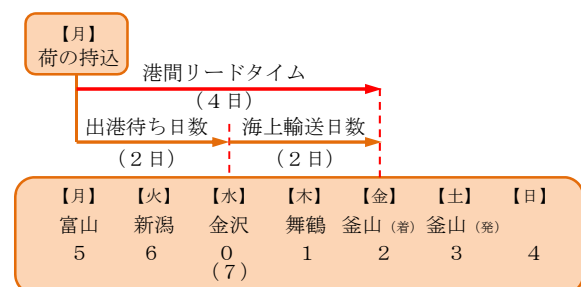 【月】
荷の持込
港間リードタイム
(４日)
出港待ち日数 海上輸送日数
(２日) (２日)
【月】 【火】 【水】 【木】 【金】 【土】 【日】
富山 新潟 金沢 舞鶴 釜山（着） 釜山（発）
５ ６ ０ １ ２ ３ ４
(７)